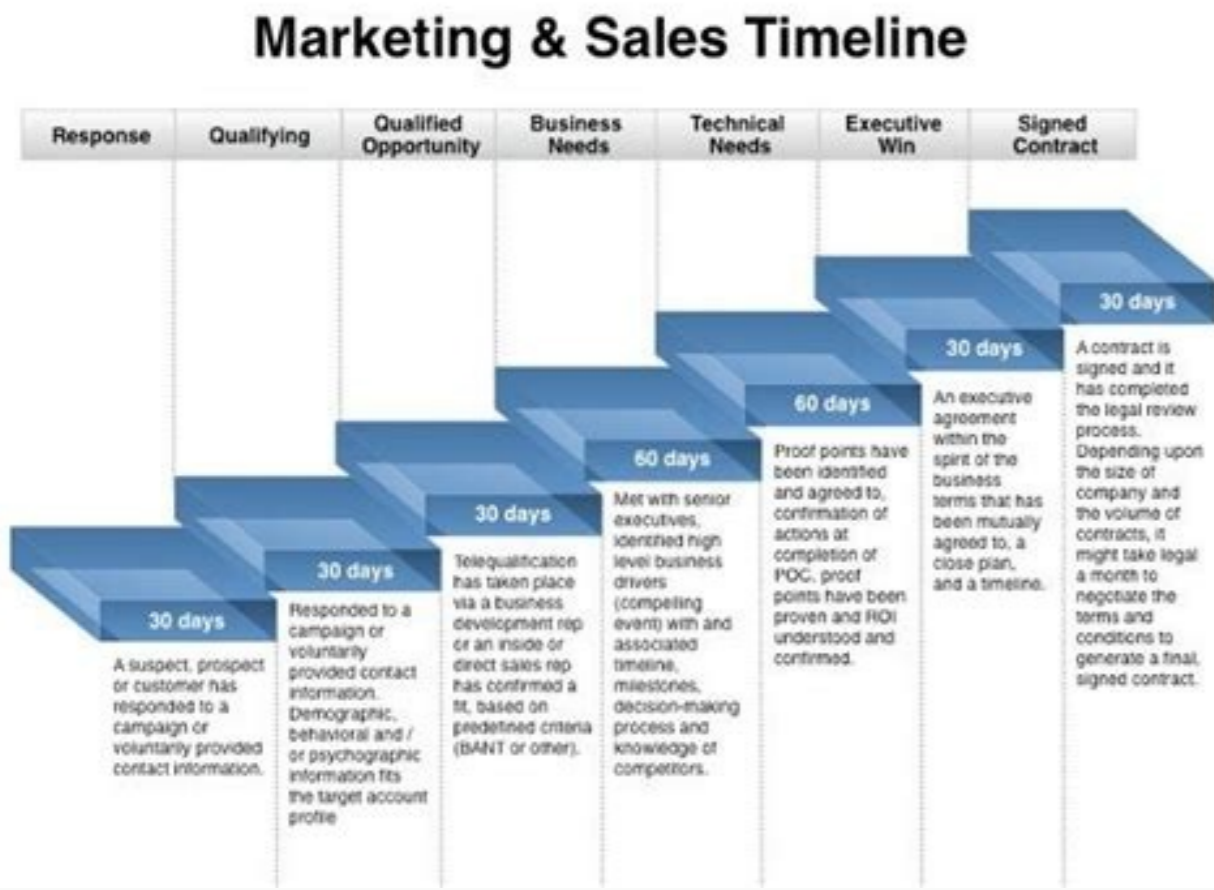 Marketing & Sales Timeline
Response
Qualifying
Qualified
Opportunity
Business
Needs
Technical
Needs
Executive
Win
Signed
Contract
30 days
A suspect, prospect
or customer has
responded to a
campaign or
voluntarily provided
contact information.
30 days
Responded to a
campaign or
voluntarily
provided contact
information.
Demographic,
behavioral and /
or psychographic
information fits
the target account
profile
30 days
Telequalification
has taken place
via a business
development rep
or an inside or
direct sales rep
has confirmed a
fit, based on
predefined criteria
(BANT or other).
60 days
Met with senior
executives,
identified high
level business
drivers
(compelling
event) with and
associated
timeline,
milestones,
decision-making
process and
knowledge of
competitors.
60 days
Proof points have
been identified
and agreed to,
confirmation of
actions at
completion of
POC, proof
points have been
proven and ROI
understood and
confirmed.
30 days
An executive
agreement
within the
spirit of the
business
terms that has
been mutually
agreed to, a
close plan,
and a timeline.
30 days
A contract is
signed and it
has completed
the legal review
process.
Depending upon
the size of
company and
the volume of
contracts, it
might take legal
a month to
negotiate the
terms and
conditions to
generate a final,
signed contract.